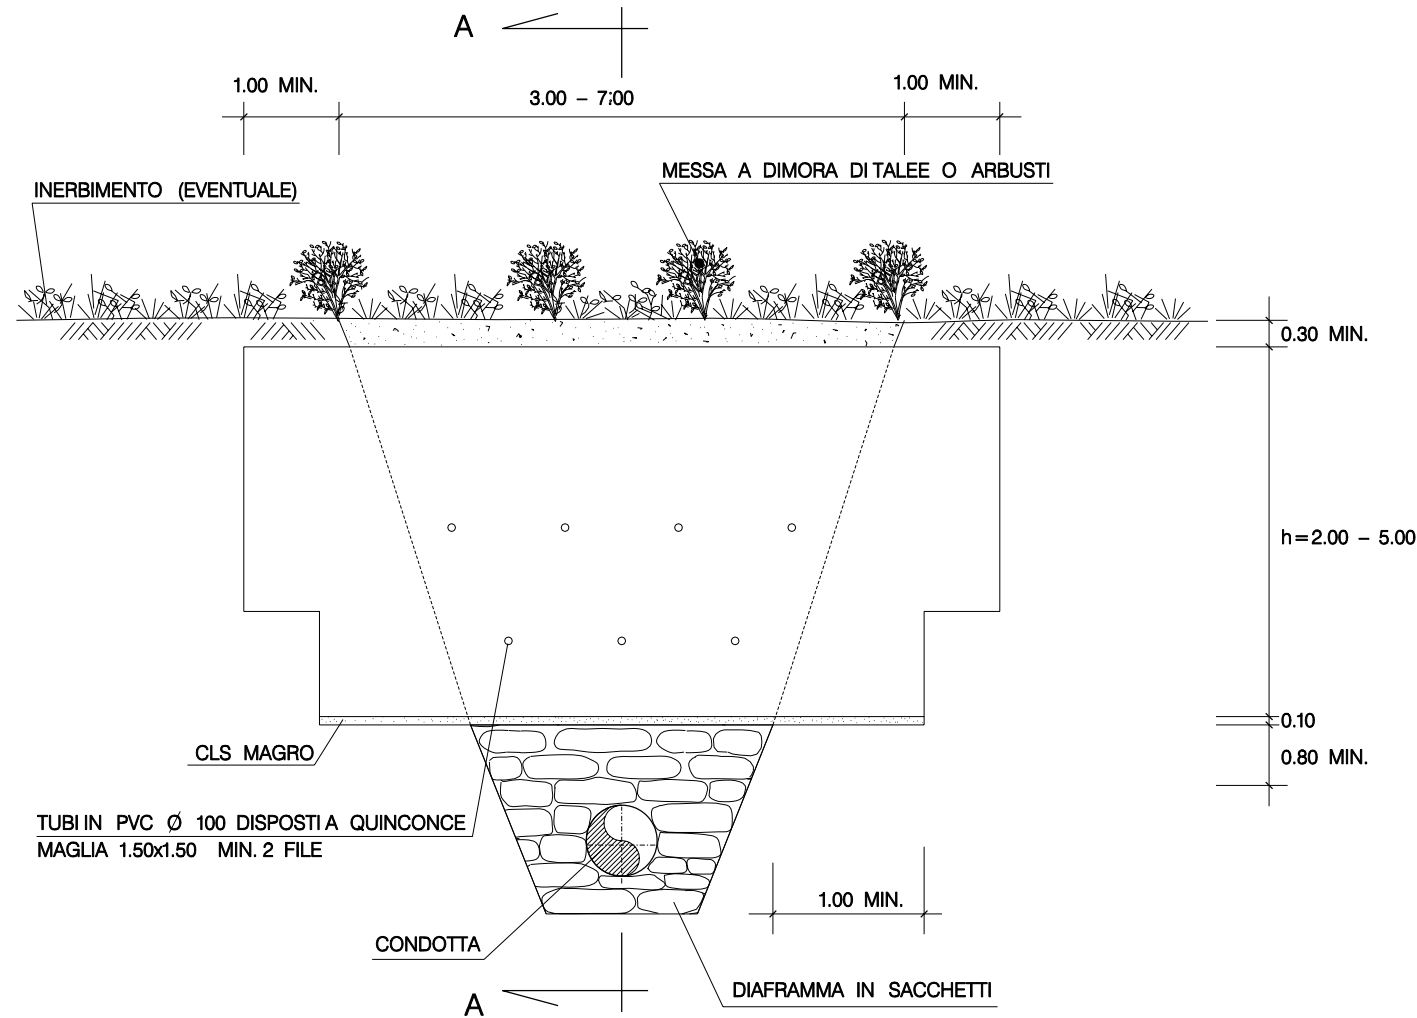 A
1.00 MIN.
3.00 – 7.00
1.00 MIN.
MESSA A DIMORA DI TALEE O ARBUSTI
INERBIMENTO (EVENTUALE)
0.30 MIN.
h=2.00 – 5.00
0.10
0.80 MIN.
CLS MAGRO
TUBI IN PVC Ø 100 DISPOSTI A QUINCONCE
MAGLIA 1.50x1.50 MIN. 2 FILE
1.00 MIN.
CONDOTTA
DIAFRAMMA IN SACCHETTI
A